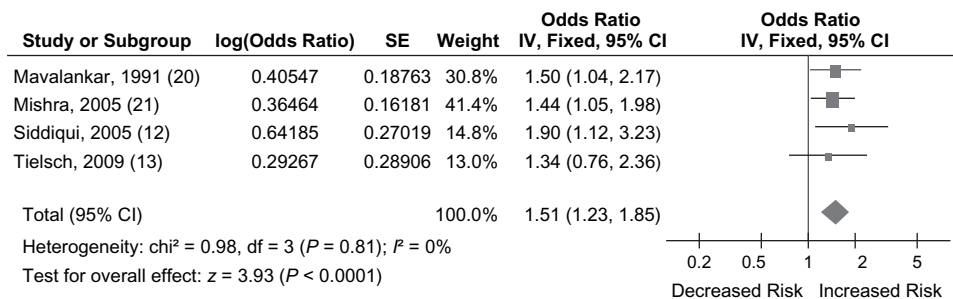 Odds Ratio Odds Ratio
Study or Subgroup log(Odds Ratio) SE Weight IV, Fixed, 95% CI IV, Fixed, 95% CI
Mavalankar, 1991 (20) 0.40547 0.18763 30.8% 1.50 (1.04, 2.17)
Mishra, 2005 (21) 0.36464 0.16181 41.4% 1.44 (1.05, 1.98)
Siddiqui, 2005 (12) 0.64185 0.27019 14.8% 1.90 (1.12, 3.23)
Tielsch, 2009 (13) 0.29267 0.28906 13.0% 1.34 (0.76, 2.36)
Total (95% CI) 100.0% 1.51 (1.23, 1.85)
Heterogeneity: chi² = 0.98, df = 3 (P = 0.81); I² = 0%
Test for overall effect: z = 3.93 (P < 0.0001)
0.2 0.5 1 2 5
Decreased Risk Increased Risk